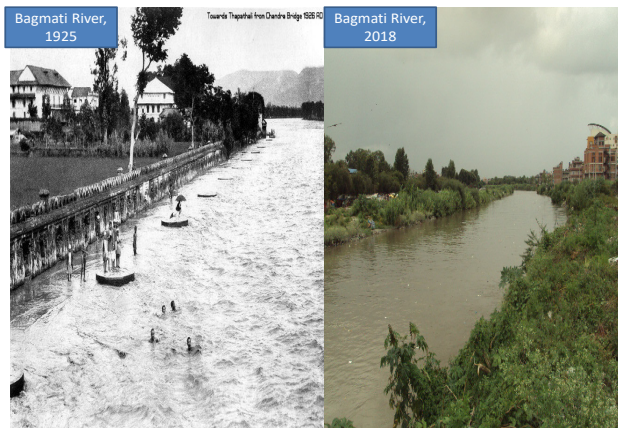 Bagmati River,
1925
Towards Thapathali from Chandra Bridge 1926 AD
Bagmati River,
2018